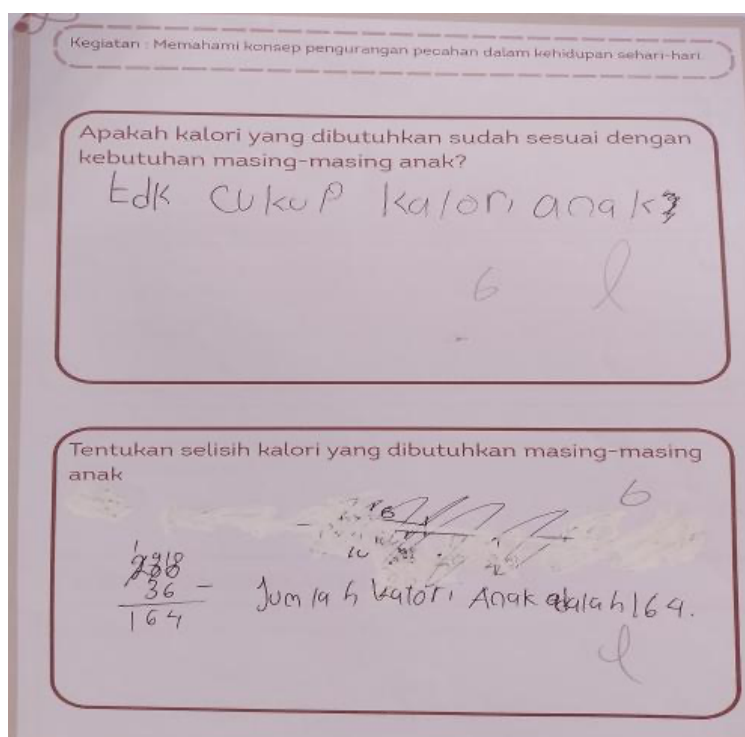 Kegiatan : Memahami konsep pengurangan pecahan dalam kehidupan sehari-hari.
Apakah kalori yang dibutuhkan sudah sesuai dengan
kebutuhan masing-masing anak?
tdk cukup kalori anak
6
Tentukan selisih kalori yang dibutuhkan masing-masing
anak
6
36 -
164
Jumlah kalori Anak adalah 164.